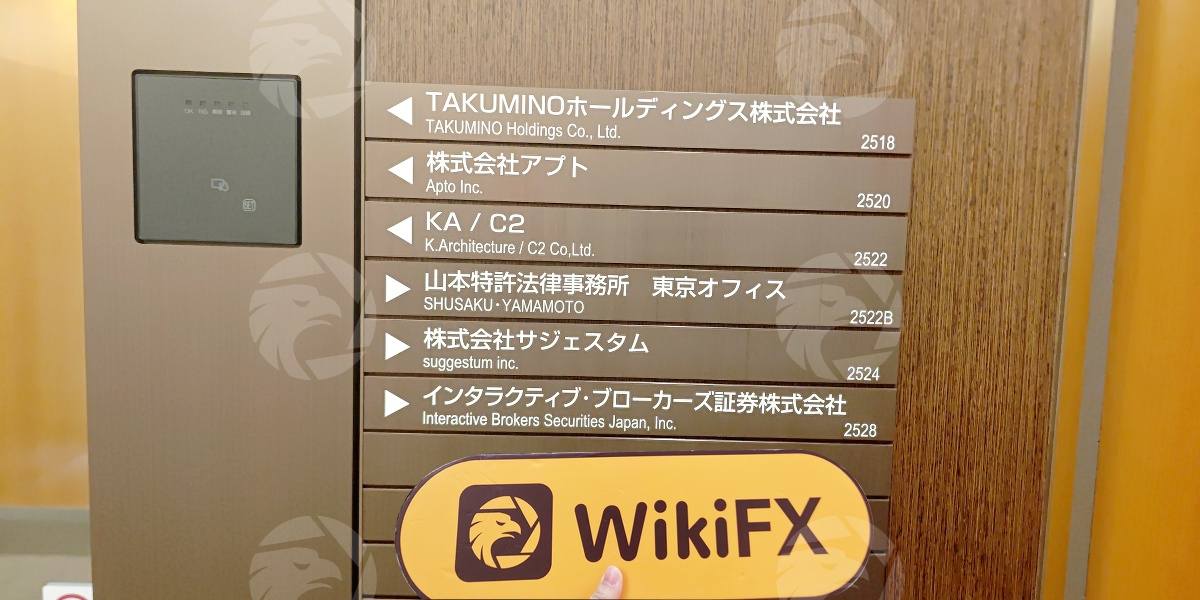 TAKUMINOホールディングス株式会社
TAKUMINO Holdings Co., Ltd.
2518
株式会社アプト
Apto Inc.
2520
KA / C2
K.Architecture / C2 Co,Ltd.
2522
山本特許法律事務所　東京オフィス
SHUSAKU･YAMAMOTO
2522B
株式会社サジェスタム
suggestum inc.
2524
インタラクティブ･ブローカーズ証券株式会社
Interactive Brokers Securities Japan, Inc.
2528
WikiFX